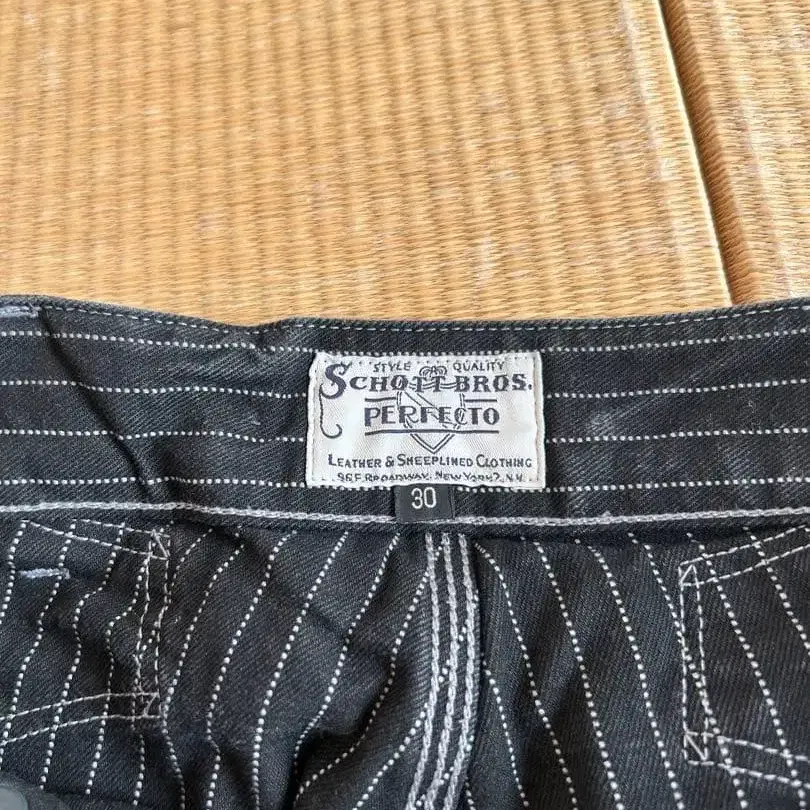 STYLE QUALITY
SCHOTT BROS.
PERFECTO
LEATHER & SHEEPLINED CLOTHING
BROADWAY, NEW YORK
30